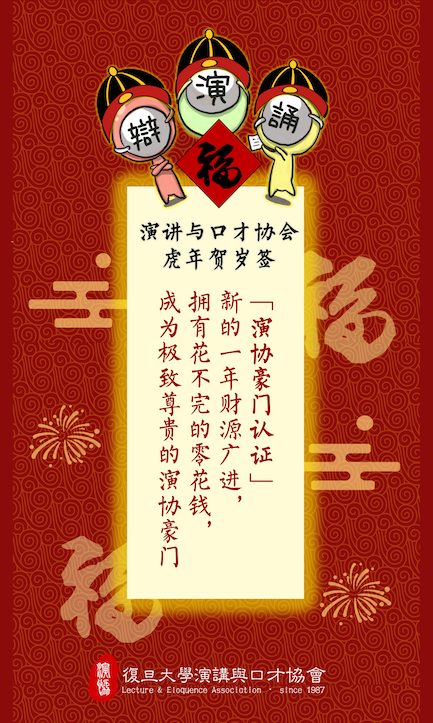 辯
演
誦
福
演讲与口才协会
虎年贺岁签
「演协豪门认证」
新的一年财源广进，
拥有花不完的零花钱，
成为极致尊贵的演协豪门
福
福
復旦大學演講與口才協會
Lecture & Eloquence Association · since 1987